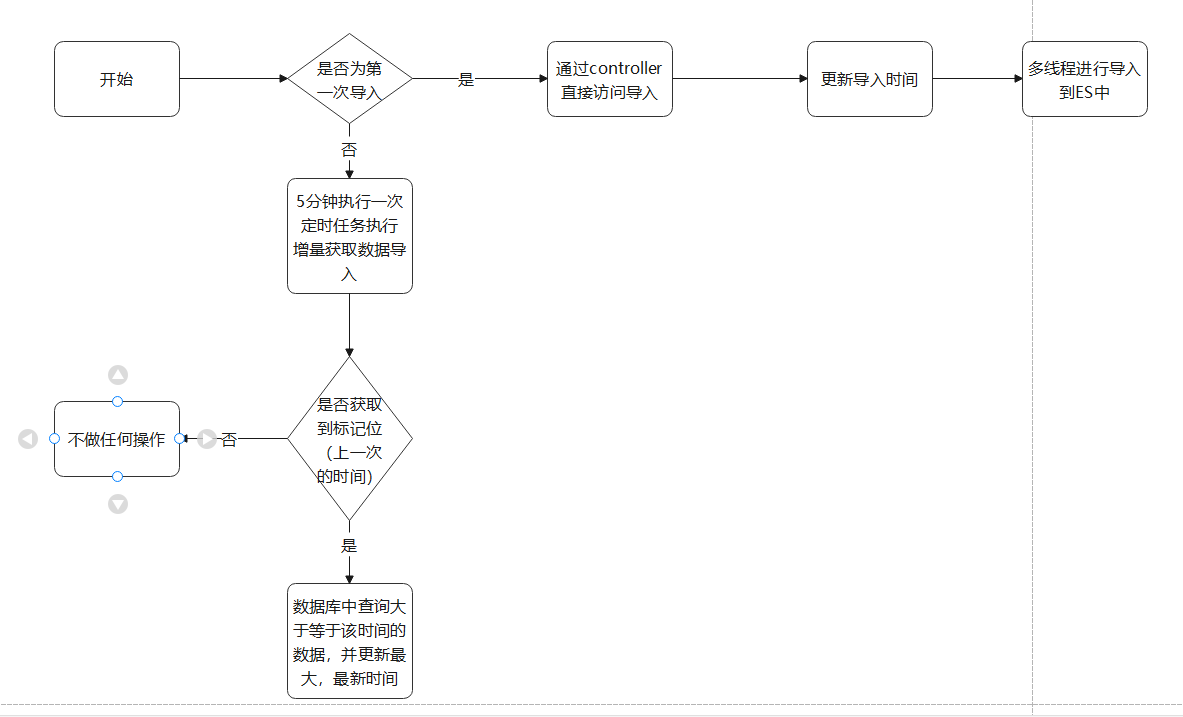 开始
是否为第
一次导入
是
通过controller
直接访问导入
更新导入时间
多线程进行导入
到ES中
否
5分钟执行一次
定时任务执行
增量获取数据导
入
是否获取
到标记位
（上一次
的时间）
否
不做任何操作
是
数据库中查询大
于等于该时间的
数据，并更新最
大，最新时间